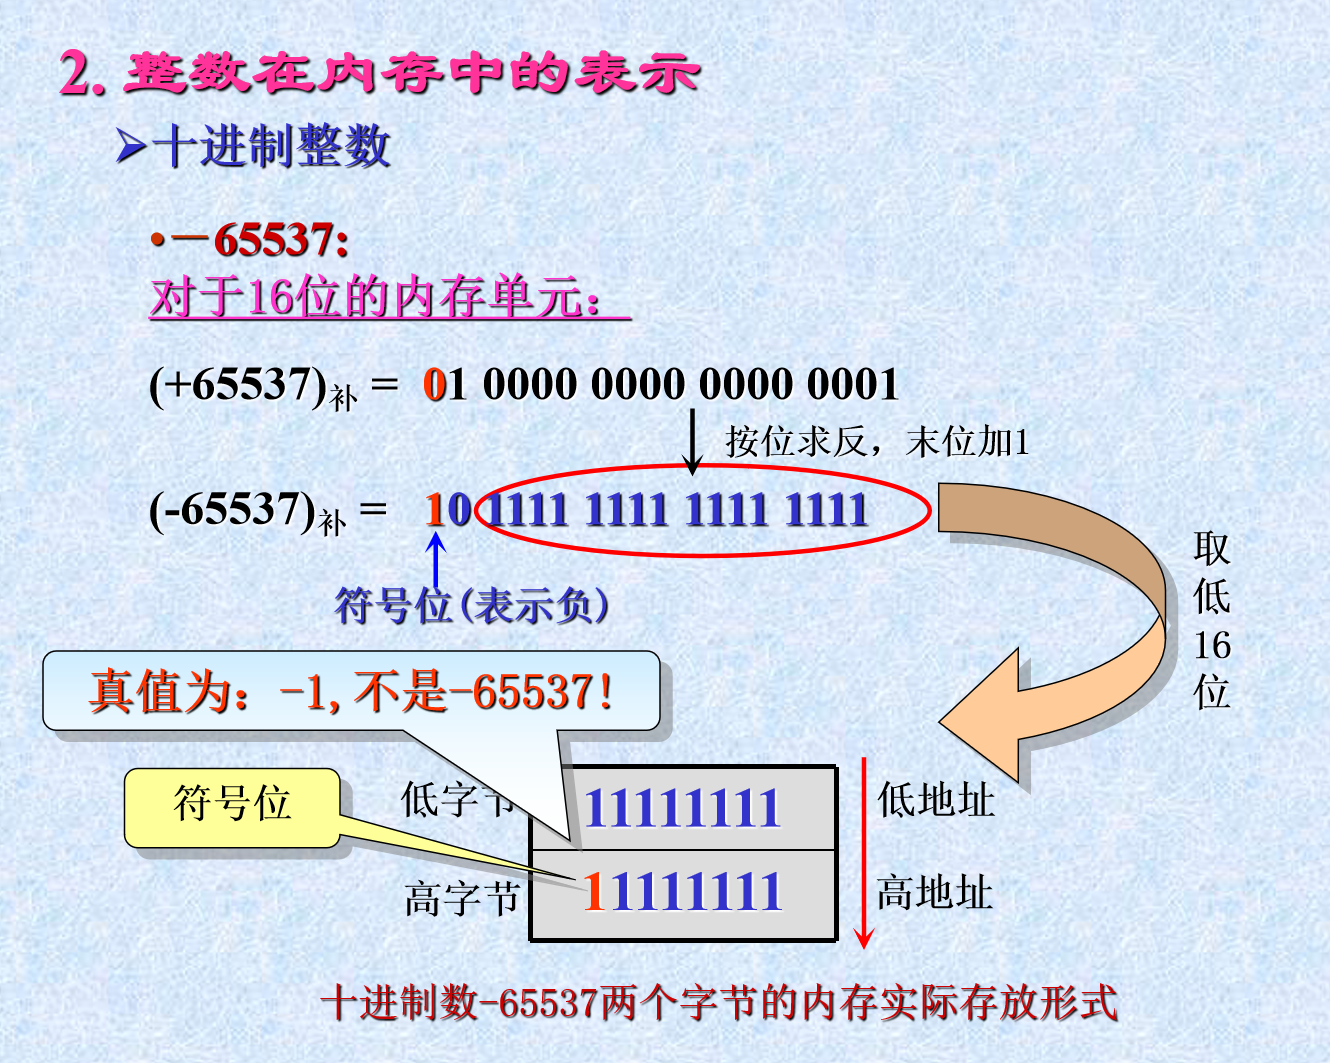 2. 整数在内存中的表示
➢十进制整数
•－65537:
对于16位的内存单元：
(+65537)补 = 01 0000 0000 0000 0001
按位求反，末位加1
(-65537)补 = 10 1111 1111 1111 1111
符号位(表示负)
取低16位
真值为：-1,不是-65537！
符号位
低字节 11111111 低地址
高字节 11111111 高地址
十进制数-65537两个字节的内存实际存放形式